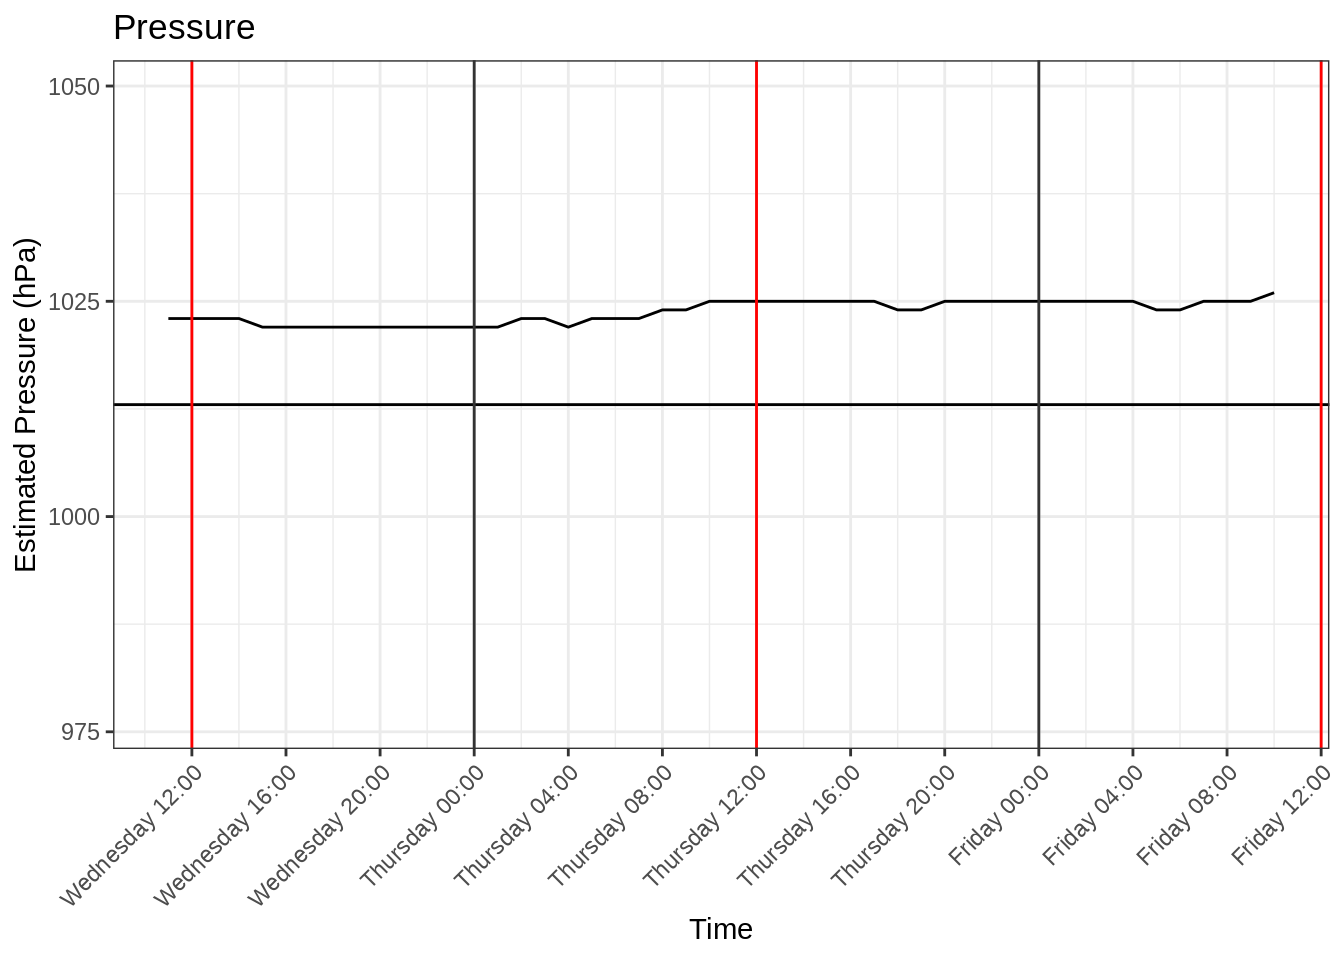 Pressure
Estimated Pressure (hPa)
1050
1025
1000
975
Wednesday 12:00
Wednesday 16:00
Wednesday 20:00
Thursday 00:00
Thursday 04:00
Thursday 08:00
Thursday 12:00
Thursday 16:00
Thursday 20:00
Friday 00:00
Friday 04:00
Friday 08:00
Friday 12:00
Time